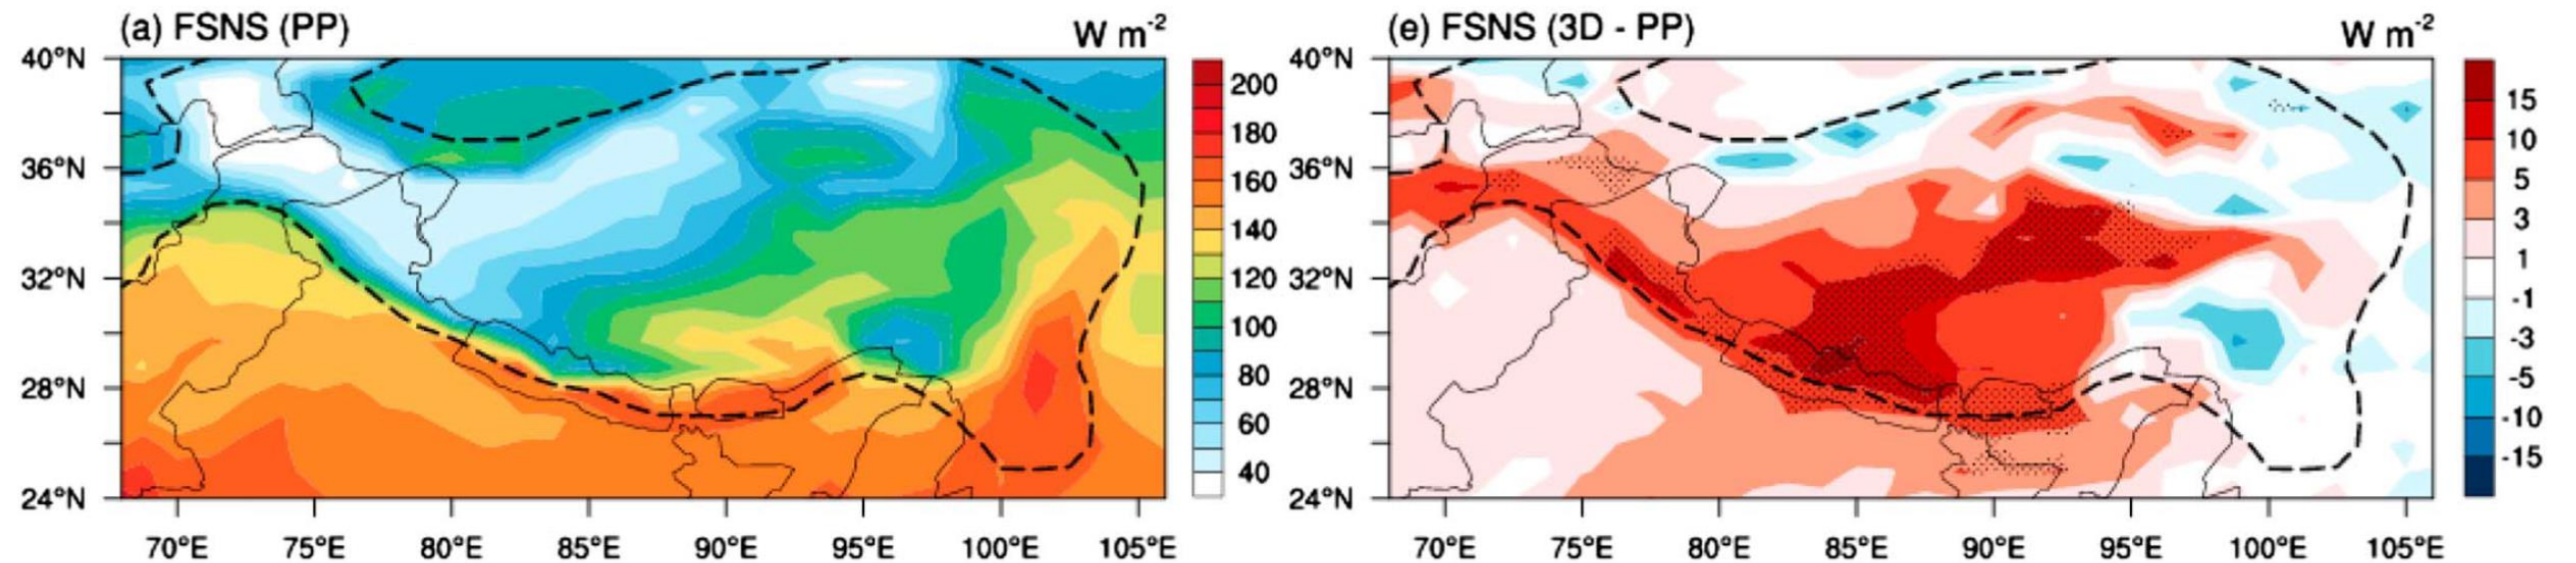 (a) FSNS (PP)
W m-2
40°N
36°N
32°N
28°N
24°N
70°E
75°E
80°E
85°E
90°E
95°E
100°E
105°E
200
180
160
140
120
100
80
60
40
(e) FSNS (3D - PP)
W m-2
40°N
36°N
32°N
28°N
24°N
70°E
75°E
80°E
85°E
90°E
95°E
100°E
105°E
15
10
5
3
1
-1
-3
-5
-10
-15